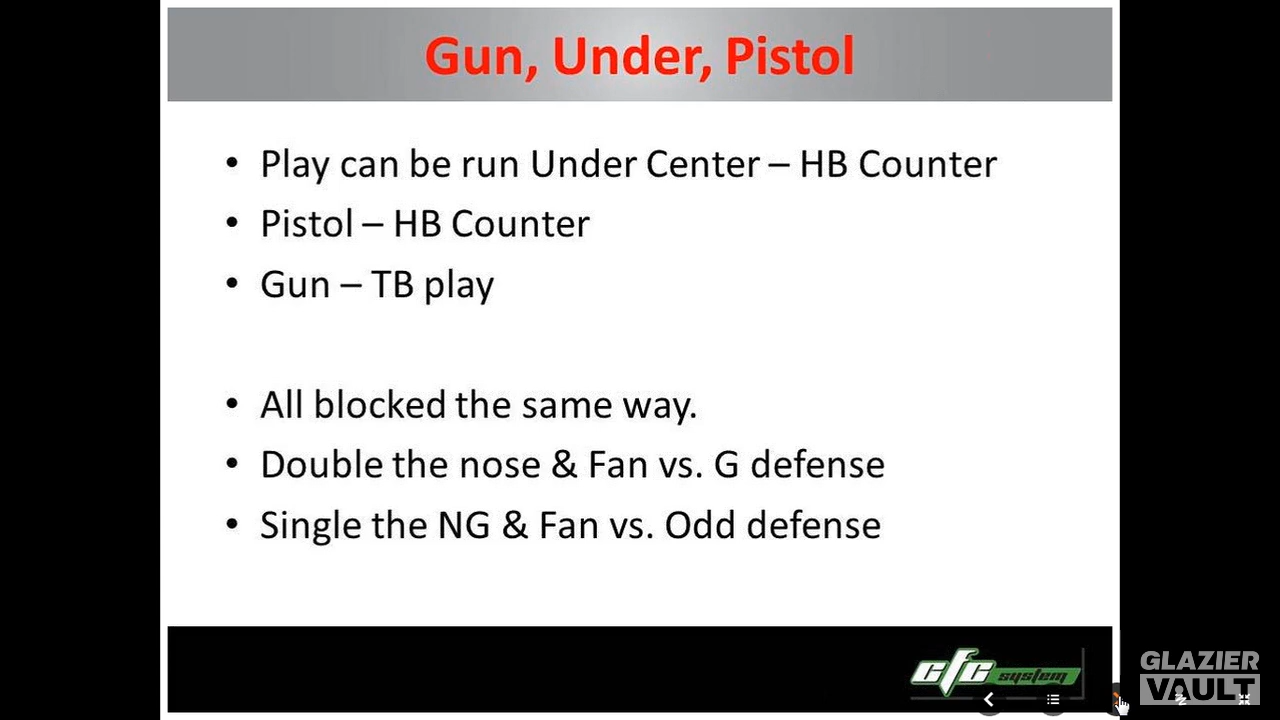 Gun, Under, Pistol
• Play can be run Under Center – HB Counter
• Pistol – HB Counter
• Gun – TB play
• All blocked the same way.
• Double the nose & Fan vs. G defense
• Single the NG & Fan vs. Odd defense
cfc system
GLAZIER
VAULT